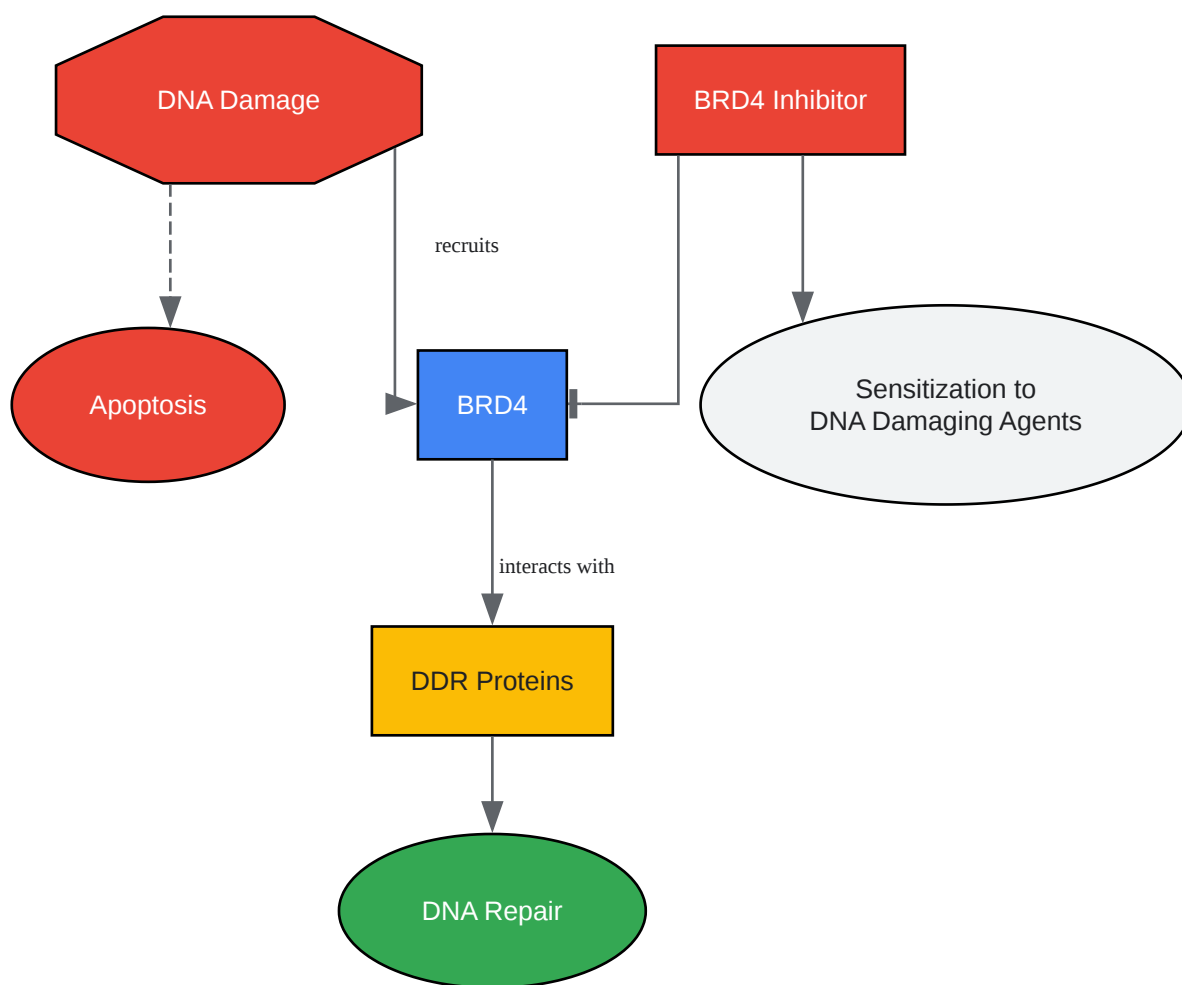 DNA Damage
BRD4 Inhibitor
recruits
Apoptosis
BRD4
Sensitization to
DNA Damaging Agents
interacts with
DDR Proteins
DNA Repair